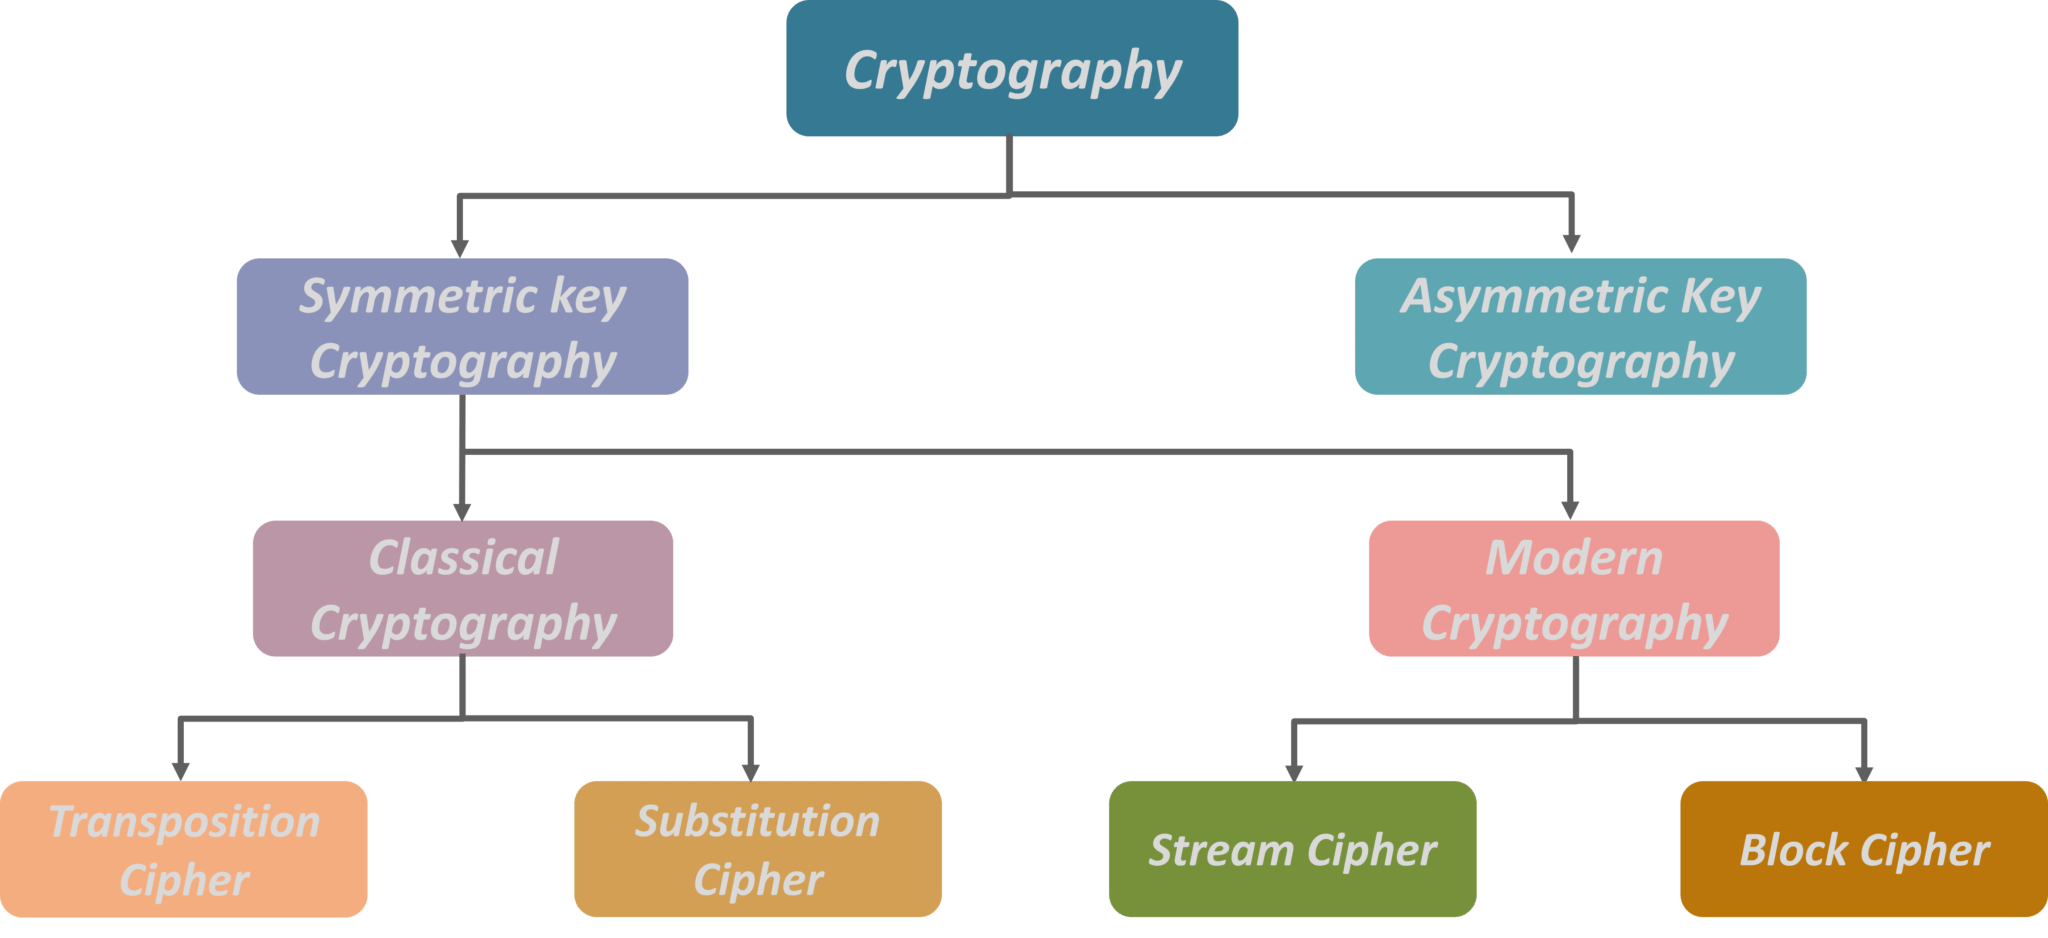 Cryptography
Symmetric key
Cryptography
Asymmetric Key
Cryptography
Classical
Cryptography
Modern
Cryptography
Transposition
Cipher
Substitution
Cipher
Stream Cipher
Block Cipher